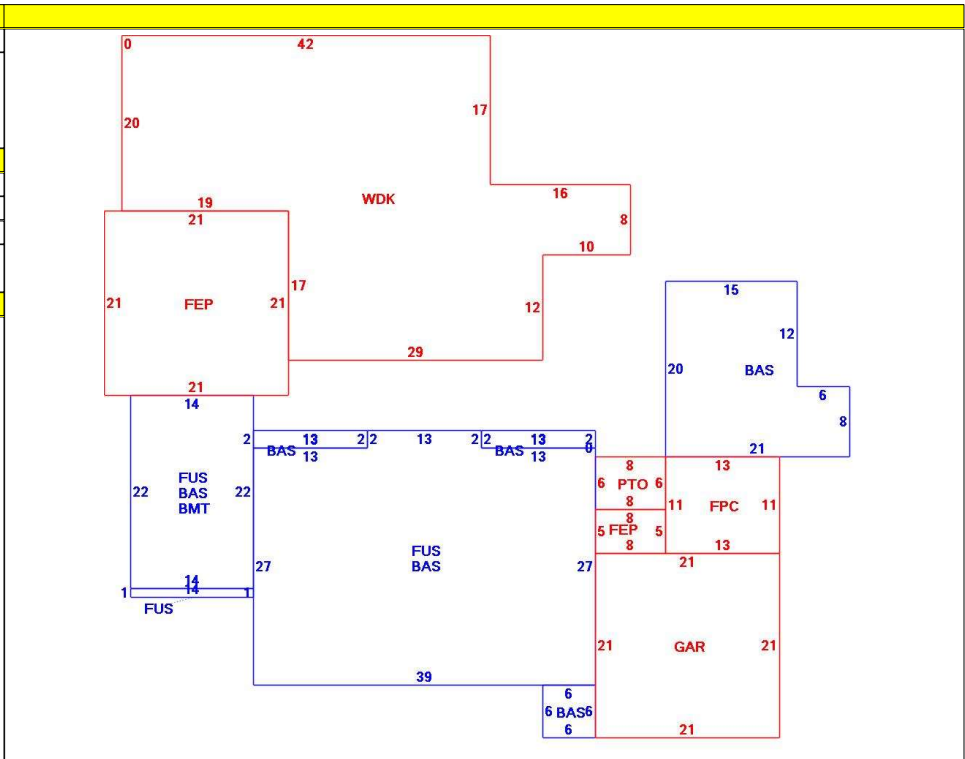 0 42
17
20
WDK
16
19
21
8
10
17
21 FEP 21
12
15
12
29
BAS
20
6
21
14
8
2 13 2 2 13 2 2 13 2
BAS 13 BAS 13 0
21
8 13
6 PTO 6
8
11 FPC 11
FUS
22 BAS 22
BMT
8
5 FEP 5
8 13
21
FUS
BAS
27 27
14
1 14 1
FUS
21 GAR 21
39
6
6 BAS 6
6
21